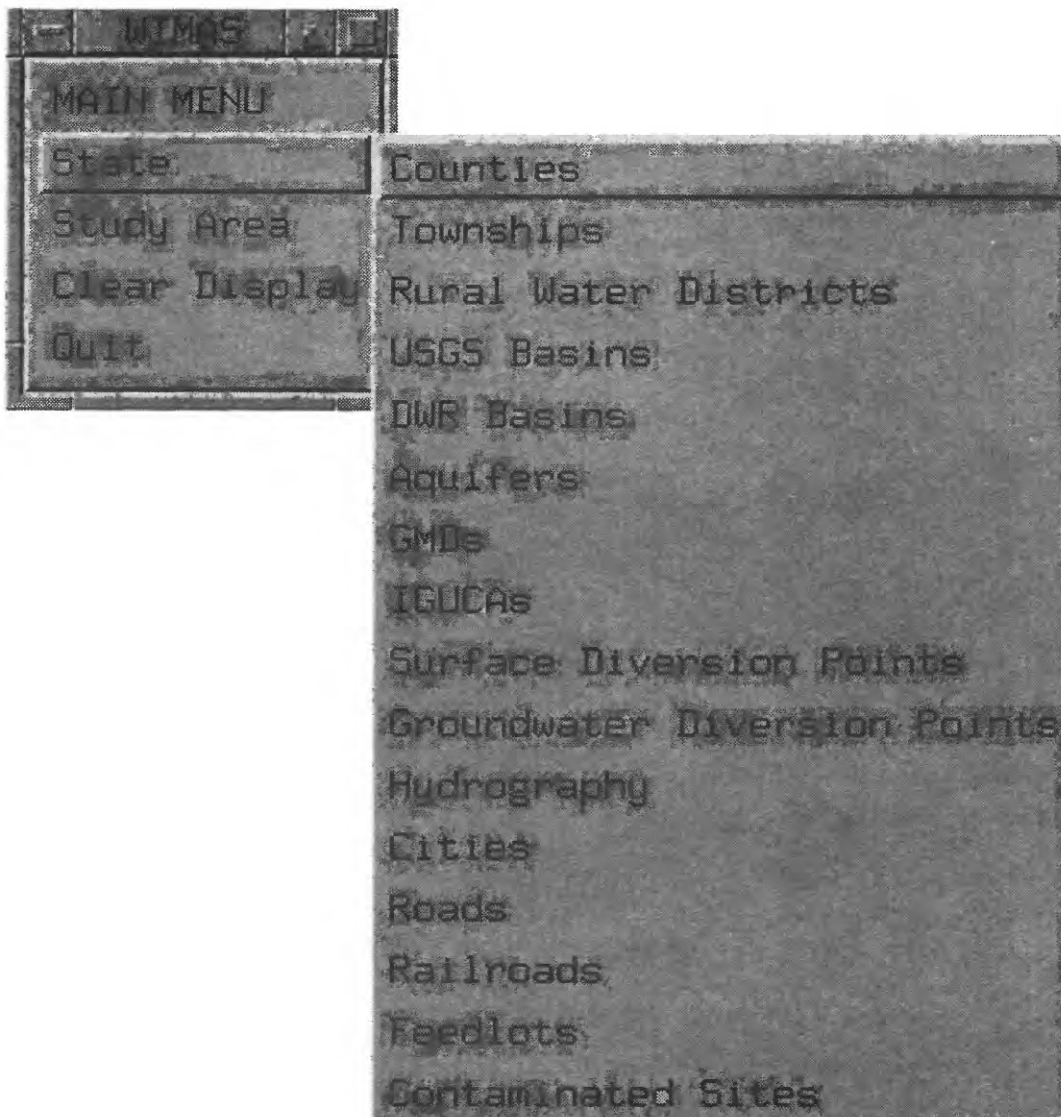 WIMAS
MAIN MENU
State
Study Area
Clear Display
Quit
Counties
Townships
Rural Water Districts
USGS Basins
DWR Basins
Aquifers
GMDs
IGUCAs
Surface Diversion Points
Groundwater Diversion Points
Hydrography
Cities
Roads
Railroads
Feedlots
Contaminated Sites